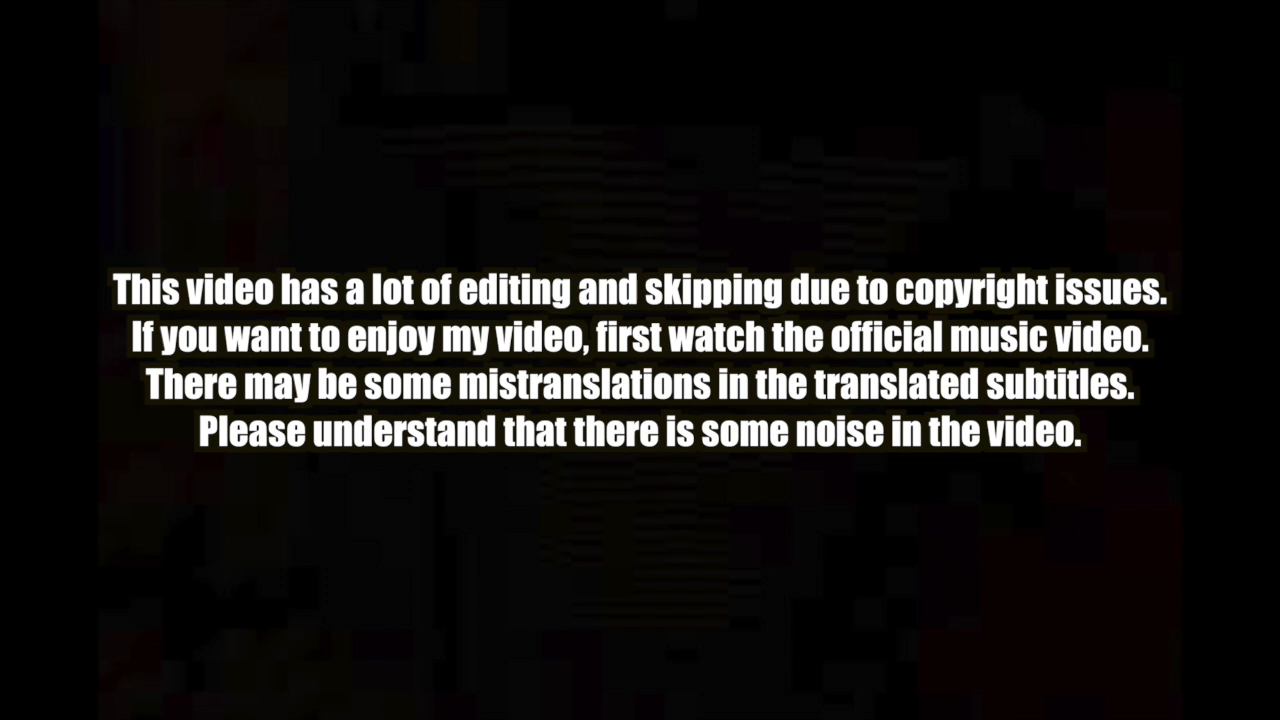 This video has a lot of editing and skipping due to copyright issues.
If you want to enjoy my video, first watch the official music video.
There may be some mistranslations in the translated subtitles.
Please understand that there is some noise in the video.